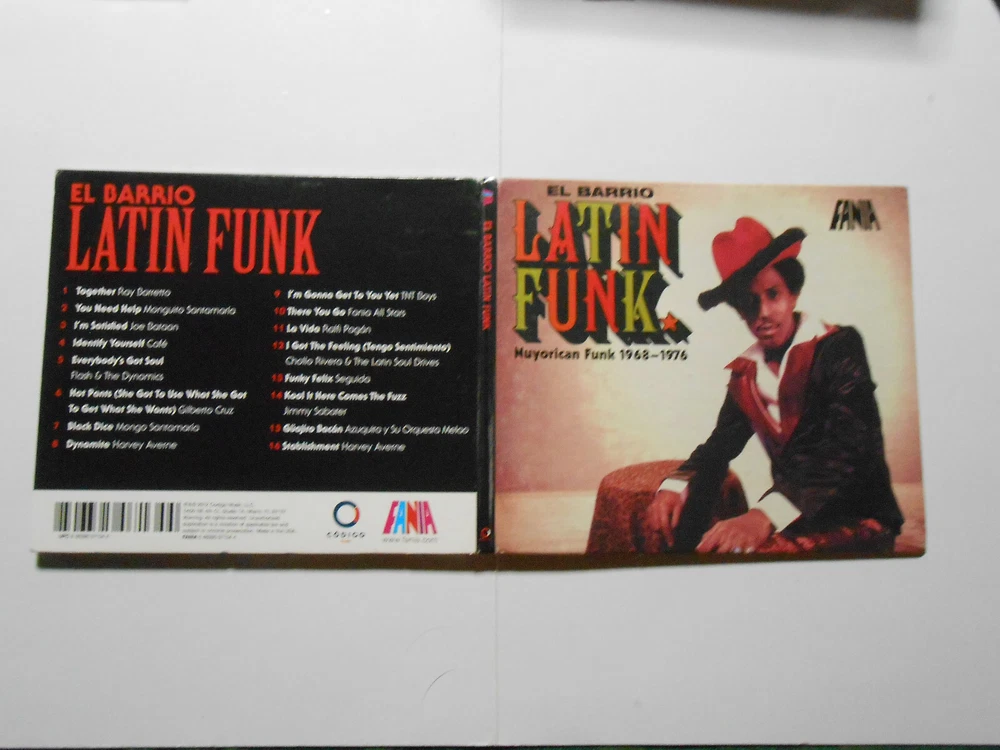 EL BARRIO
LATIN FUNK
1 Together Ray Barretto
2 You Need Help Monguito Santamaria
3 I'm Satisfied Joe Bataan
4 Identify Yourself Café
5 Everybody's Got Soul
Flash & The Dynamics
6 Hot Pants (She Got To Use What She Got
To Get What She Wants) Gilberto Cruz
7 Black Dice Mongo Santamaria
8 Dynamite Harvey Averne
9 I'm Gonna Get To You Yet TNT Boys
10 There You Go Fania All Stars
11 La Vida Ralfi Pagán
12 I Got The Feeling (Tengo Sentimiento)
Chollo Rivera & The Latin Soul Drives
13 Funky Felix Seguida
14 Kool It Here Comes The Fuzz
Jimmy Sabater
15 Guajiro Bacán Azuquita y Su Orquesta Melao
16 Stablishment Harvey Averne
CODIGO
FANIA
www.fania.com
EL BARRIO LATIN FUNK
EL BARRIO
LATIN
FUNK.
Nuyorican Funk 1968–1976
FANIA